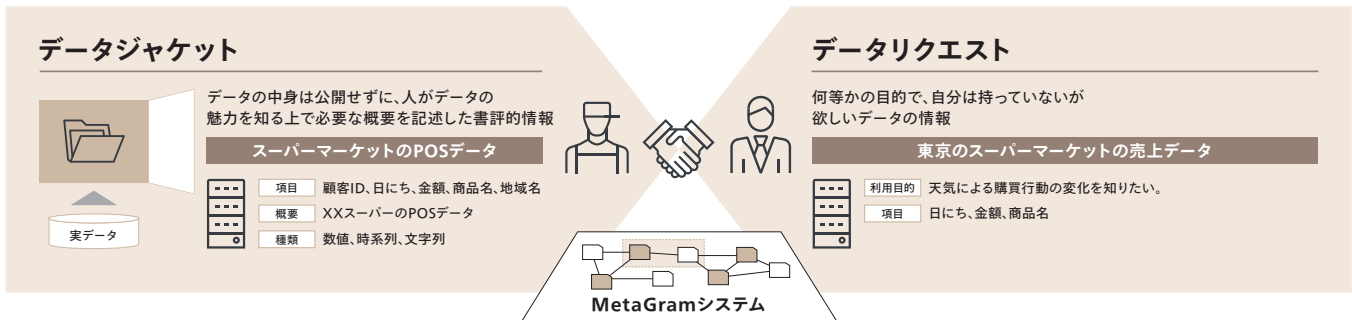 データジャケット
データの中身は公開せずに、人がデータの
魅力を知る上で必要な概要を記述した書評的情報
スーパーマーケットのPOSデータ
項目 顧客ID、日にち、金額、商品名、地域名
概要 XXスーパーのPOSデータ
種類 数値、時系列、文字列
実データ
データリクエスト
何等かの目的で、自分は持っていないが
欲しいデータの情報
東京のスーパーマーケットの売上データ
利用目的 天気による購買行動の変化を知りたい。
項目 日にち、金額、商品名
MetaGramシステム